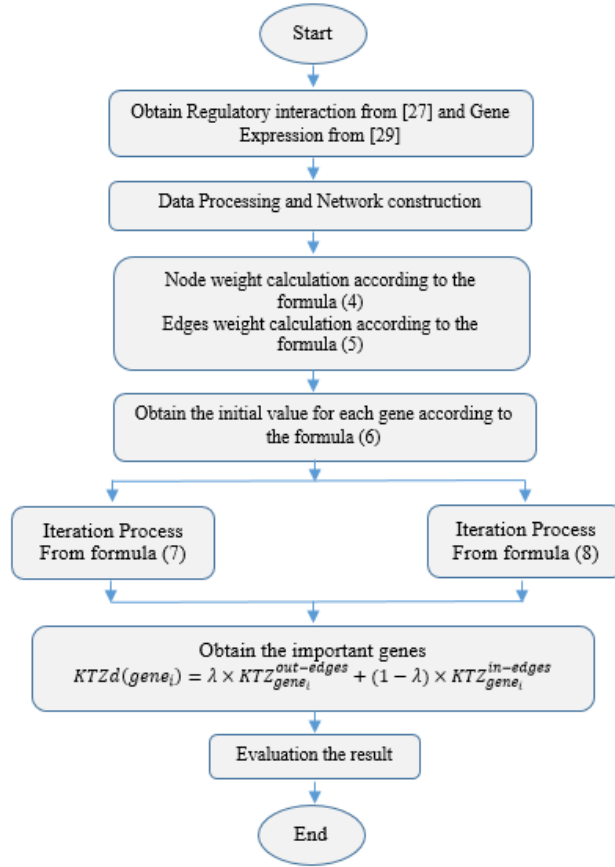 Start
Obtain Regulatory interaction from [27] and Gene
Expression from [29]
Data Processing and Network construction
Node weight calculation according to the
formula (4)
Edges weight calculation according to the
formula (5)
Obtain the initial value for each gene according to
the formula (6)
Iteration Process
From formula (7)
Iteration Process
From formula (8)
Obtain the important genes
KTZd(gene_i) = λ × KTZ_{gene_i}^{out−edges} + (1 − λ) × KTZ_{gene_i}^{in−edges}
Evaluation the result
End